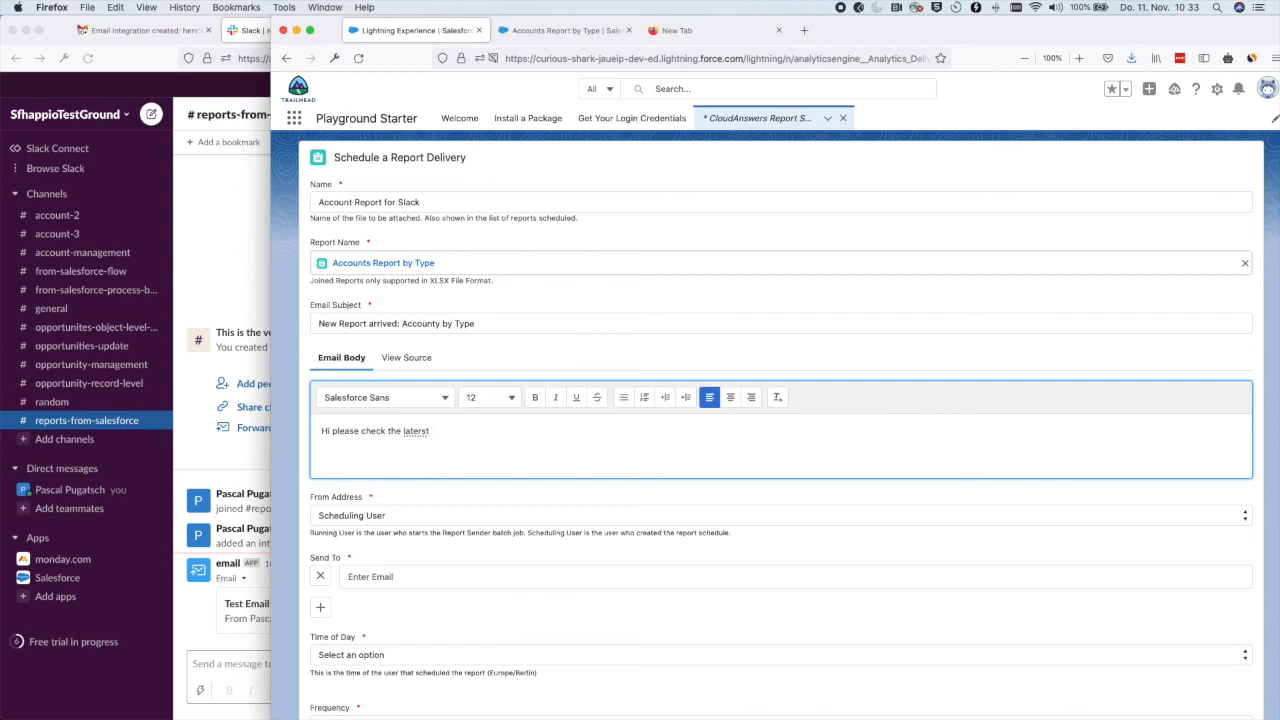 Firefox File Edit View History Bookmarks Tools Window Help
100% Do. 11. Nov. 10:33
Email integration created: here's
Slack | r
Lightning Experience | Salesforc
Accounts Report by Type | Sales
New Tab
https:/
https://curious-shark-jauelp-dev-ed.lightning.force.com/lightning/n/analyticsengine__Analytics_Deli
100%
TRAILHEAD
All
Search...
SfhappioTestGround
# reports-from-
Playground Starter
Welcome
Install a Package
Get Your Login Credentials
* CloudAnswers Report S...
+ Add a bookmark
Slack Connect
Browse Slack
Channels
# account-2
# account-3
# account-management
# from-salesforce-flow
# from-salesforce-process-b...
# general
# opportunites-object-level-...
# opportunities-update
# opportunity-management
# opportunity-record-level
# random
# reports-from-salesforce
+ Add channels
Direct messages
Pascal Pugatsch you
+ Add teammates
Apps
monday.com
Salesforce
+ Add apps
Free trial in progress
#
This is the ve
You created
Add peo
Share c
Forward
P
Pascal Pugat
joined #repo
P
Pascal Pugat
added an int
email APP
Email
Test Email
From Pasca
Send a message to
B I
Schedule a Report Delivery
Name *
Account Report for Slack
Name of the file to be attached. Also shown in the list of reports scheduled.
Report Name *
Accounts Report by Type
Joined Reports only supported in XLSX File Format.
Email Subject *
New Report arrived: Accounty by Type
Email Body
View Source
Salesforce Sans
12
B I U S
Hi please check the laterst
From Address *
Scheduling User
Running User is the user who starts the Report Sender batch job. Scheduling User is the user who created the report schedule.
Send To *
Enter Email
+
Time of Day *
Select an option
This is the time of the user that scheduled the report (Europe/Berlin)
Frequency *